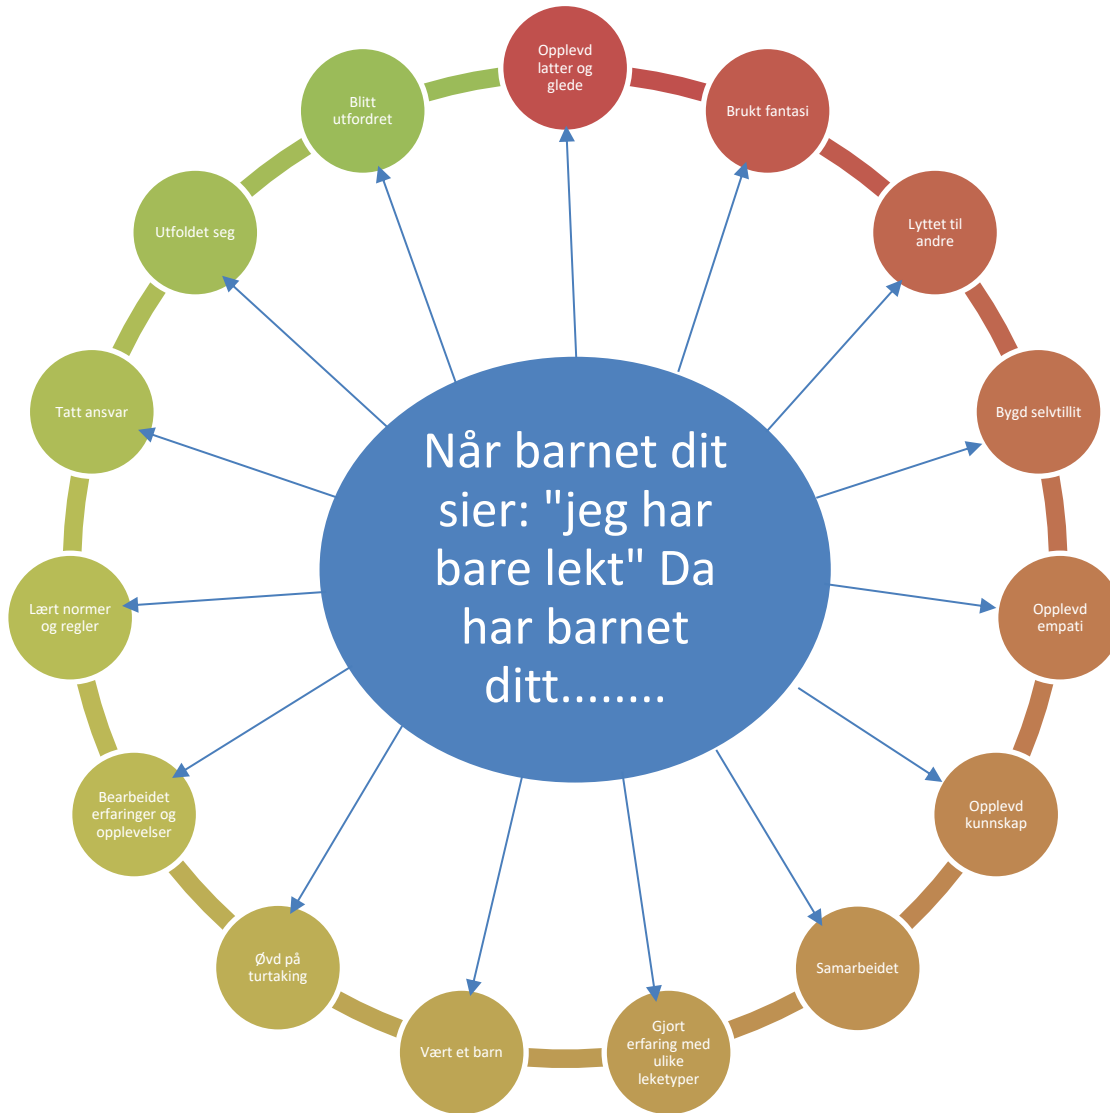 Når barnet dit
sier: "jeg har
bare lekt" Da
har barnet
ditt........
Opplevd
latter og
glede
Brukt fantasi
Lyttet til
andre
Bygd selvtillit
Opplevd
empati
Opplevd
kunnskap
Samarbeidet
Gjort
erfaring med
ulike
leketyper
Vært et barn
Øvd på
turtaking
Bearbeidet
erfaringer og
opplevelser
Lært normer
og regler
Tatt ansvar
Utfoldet seg
Blitt
utfordret